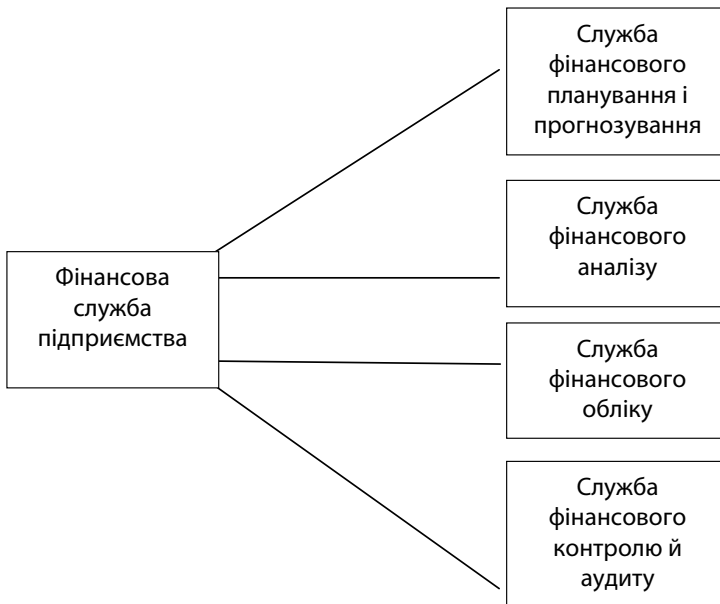 Служба
фінансового
планування і
прогнозування
Служба
фінансового
аналізу
Фінансова
служба
підприємства
Служба
фінансового
обліку
Служба
фінансового
контролю й
аудиту